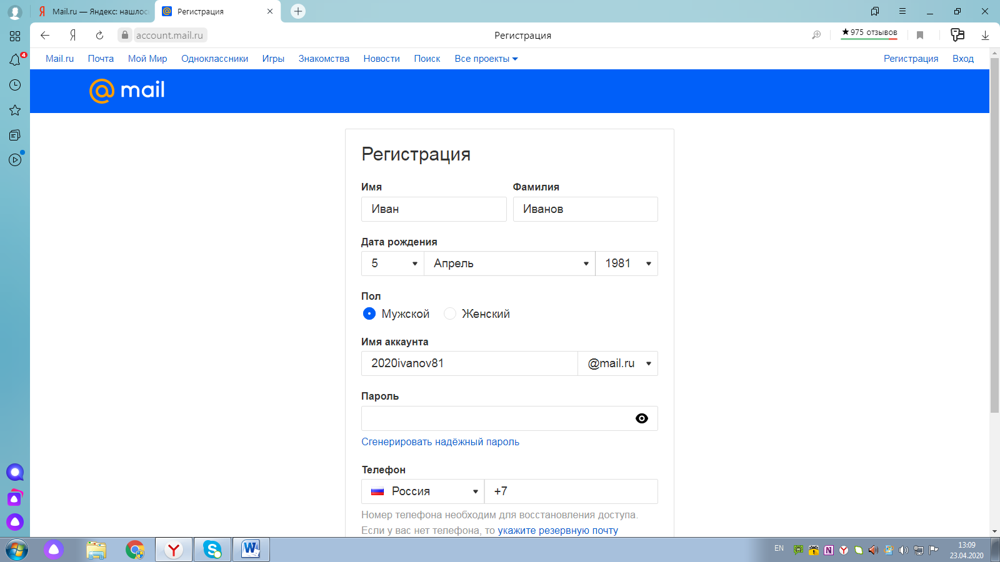 Mail.ru — Яндекс: нашлос
Регистрация
account.mail.ru
Регистрация
★975 отзывов
Mail.ru Почта Мой Мир Одноклассники Игры Знакомства Новости Поиск Все проекты Регистрация Вход
@mail
Регистрация
Имя Фамилия
Иван Иванов
Дата рождения
5 Апрель 1981
Пол
Мужской Женский
Имя аккаунта
2020ivanov81 @mail.ru
Пароль
Сгенерировать надёжный пароль
Телефон
Россия +7
Номер телефона необходим для восстановления доступа.
Если у вас нет телефона, то укажите резервную почту
EN
13:09
23.04.2020